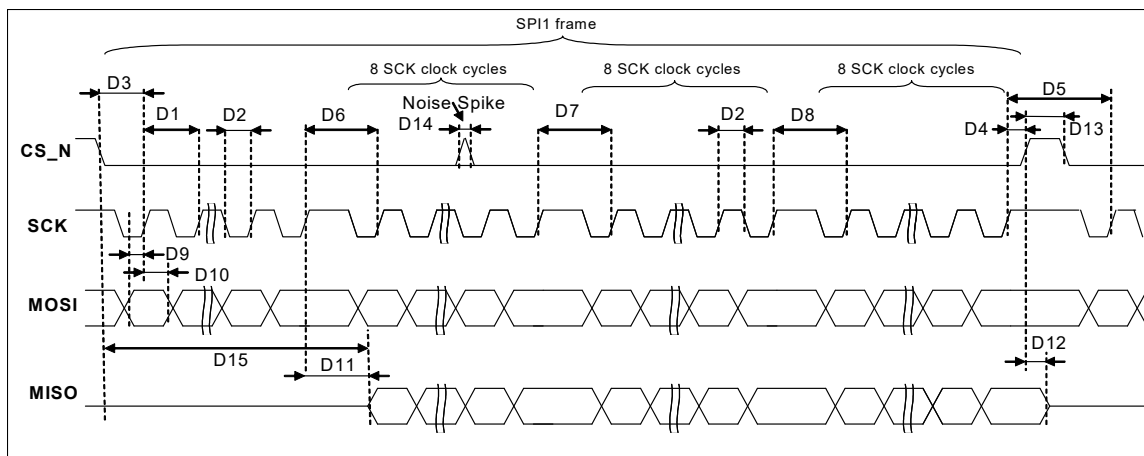 SPI1 frame
8 SCK clock cycles
8 SCK clock cycles
8 SCK clock cycles
D3
D1
D2
D6
Noise Spike
D14
D7
D2
D8
D5
D4
D13
CS_N
SCK
D9
D10
MOSI
D15
D11
D12
MISO